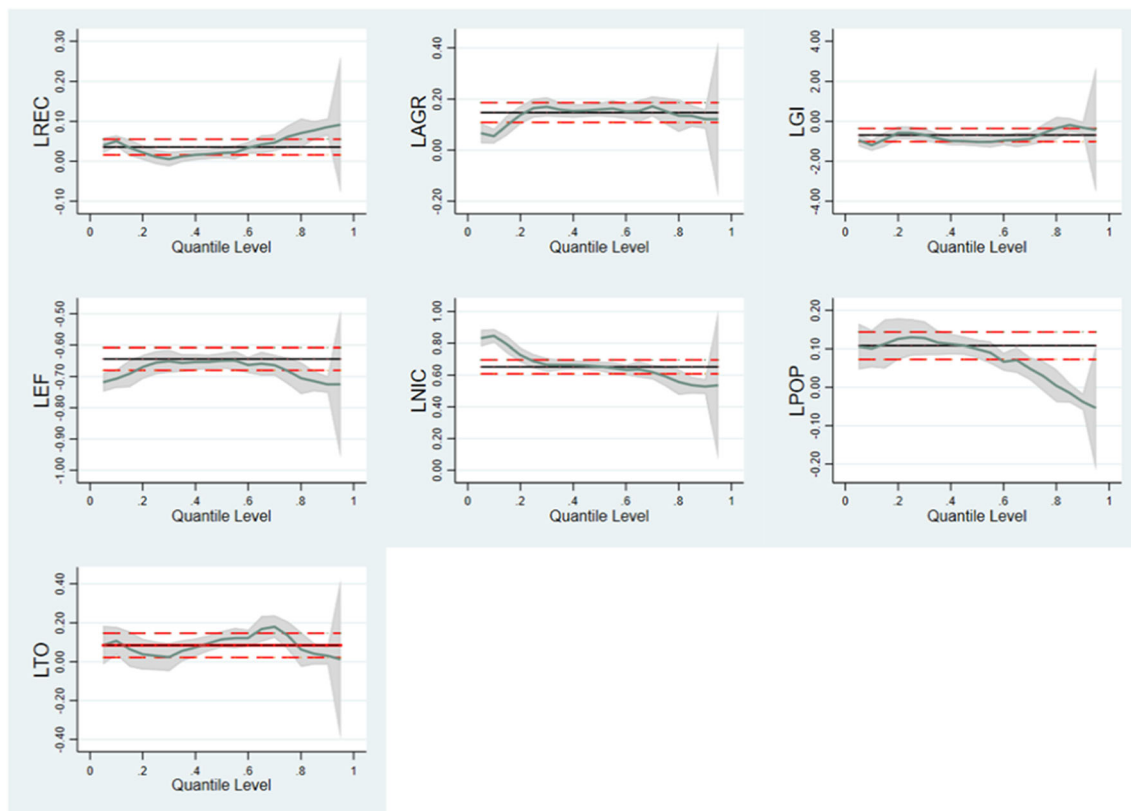 LREC
0.30
0.20
0.10
0.00
-0.10
0 .2 .4 .6 .8 1
Quantile Level
LAGR
0.40
0.20
0.00
-0.20
0 .2 .4 .6 .8 1
Quantile Level
LGI
4.00
2.00
0.00
-2.00
-4.00
0 .2 .4 .6 .8 1
Quantile Level
LEF
-0.50
-0.60
-0.70
-0.80
-0.90
-1.00
0 .2 .4 .6 .8 1
Quantile Level
LNIC
1.00
0.80
0.60
0.40
0.20
0.00
0 .2 .4 .6 .8 1
Quantile Level
LPOP
0.20
0.10
0.00
-0.10
-0.20
0 .2 .4 .6 .8 1
Quantile Level
LTO
0.40
0.20
0.00
-0.20
-0.40
0 .2 .4 .6 .8 1
Quantile Level